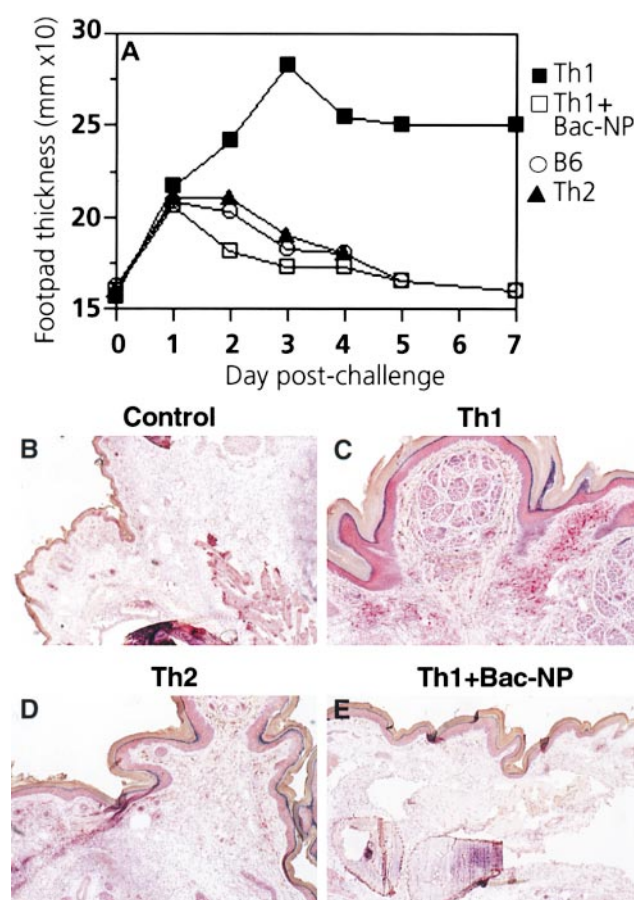 A
Footpad thickness (mm x10)
30
25
20
15
0 1 2 3 4 5 6 7
Day post-challenge
Th1
Th1+
Bac-NP
B6
Th2
Control
Th1
B
C
Th2
Th1+Bac-NP
D
E